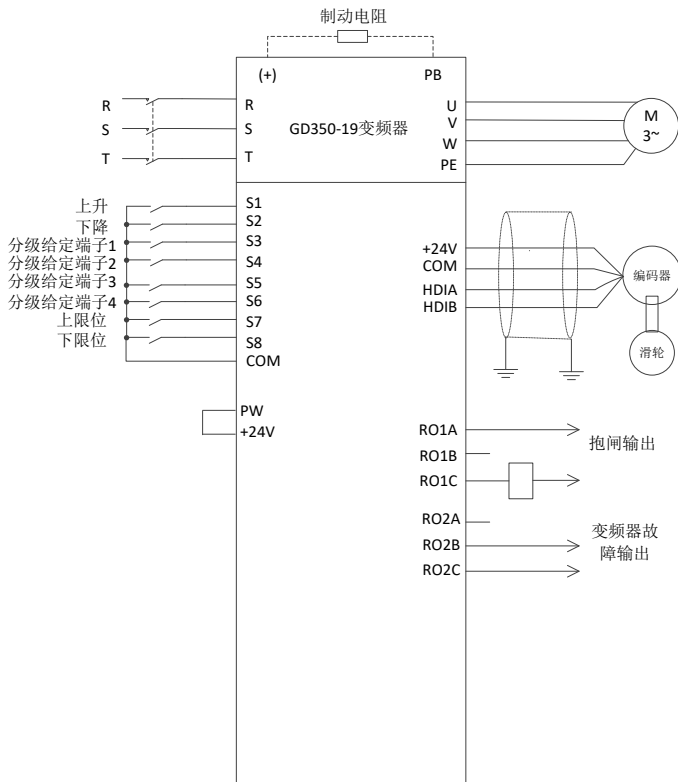 制动电阻
(+)
PB
R
R
S
S
T
T
GD350-19变频器
U
V
W
PE
M
3~
上升
S1
下降
S2
分级给定端子1
S3
分级给定端子2
S4
分级给定端子3
S5
分级给定端子4
S6
上限位
S7
下限位
S8
COM
+24V
COM
HDIA
HDIB
编码器
滑轮
PW
+24V
RO1A
RO1B
RO1C
抱闸输出
RO2A
RO2B
RO2C
变频器故
障输出